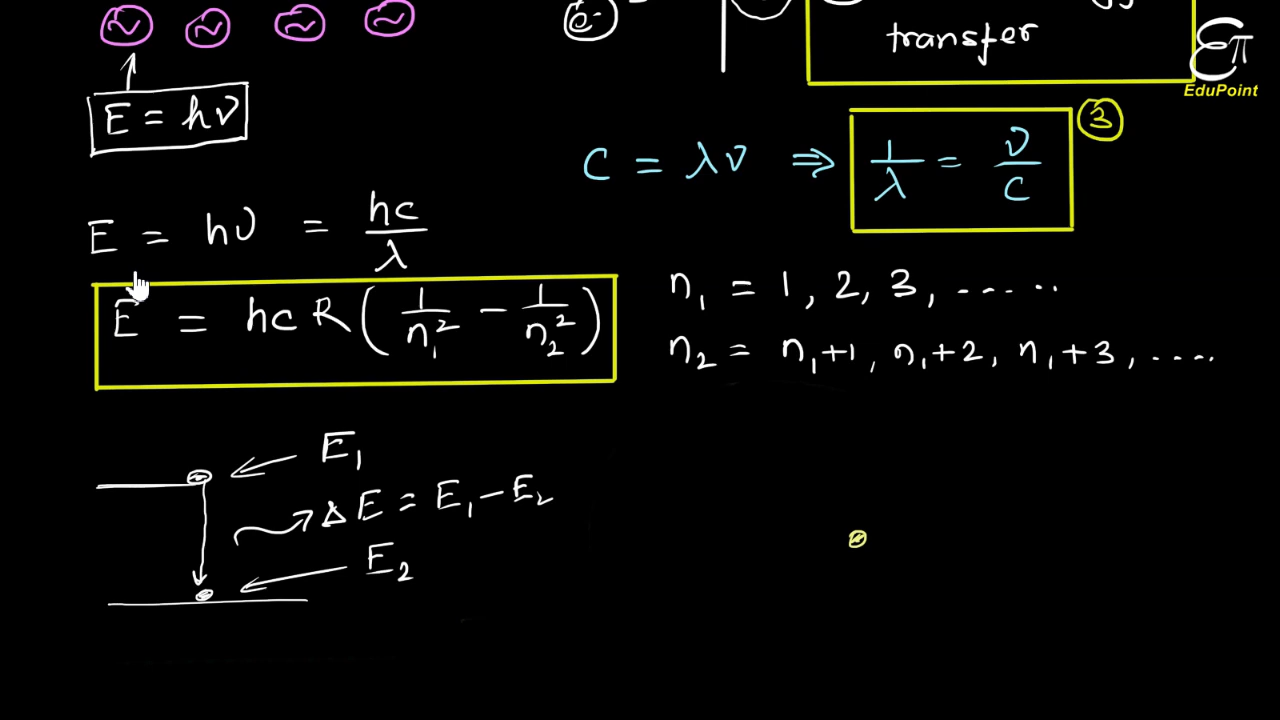 ~ ~ ~ ~
e-
transfer
Eπ
EduPoint
E = hν
C = λν ⇒ 1/λ = ν/C
3
E = hν = hc/λ
E = hcR(1/n₁² − 1/n₂²)
n₁ = 1, 2, 3, ......
n₂ = n₁+1, n₁+2, n₁+3, ....
E₁
ΔE = E₁ − E₂
E₂